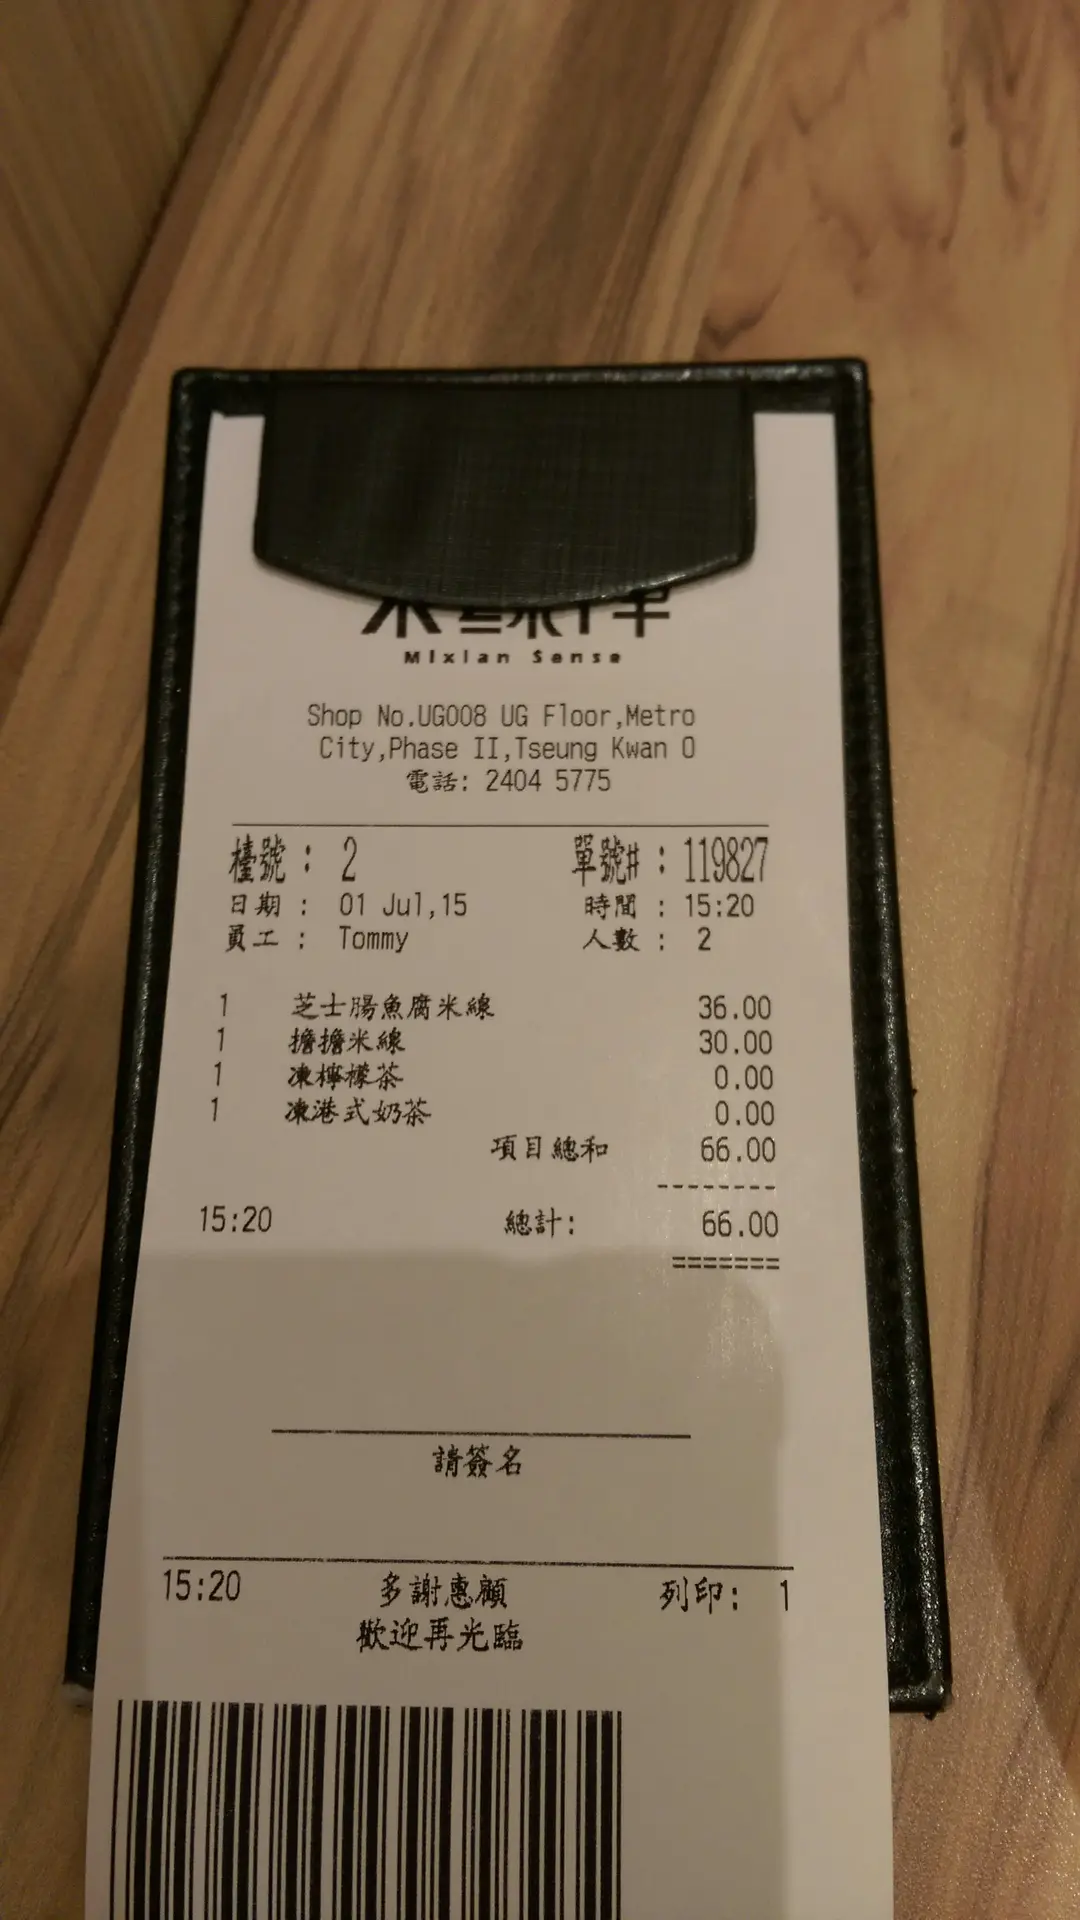 Mixian Sense
Shop No.UG008 UG Floor,Metro
City,Phase II,Tseung Kwan O
電話: 2404 5775
檯號 : 2 單號# : 119827
日期 : 01 Jul,15 時間 : 15:20
員工 : Tommy 人數 : 2
1 芝士腸魚腐米線 36.00
1 擔擔米線 30.00
1 凍檸檬茶 0.00
1 凍港式奶茶 0.00
項目總和 66.00
--------
15:20 總計: 66.00
=======
請簽名
15:20 多謝惠顧 列印: 1
歡迎再光臨